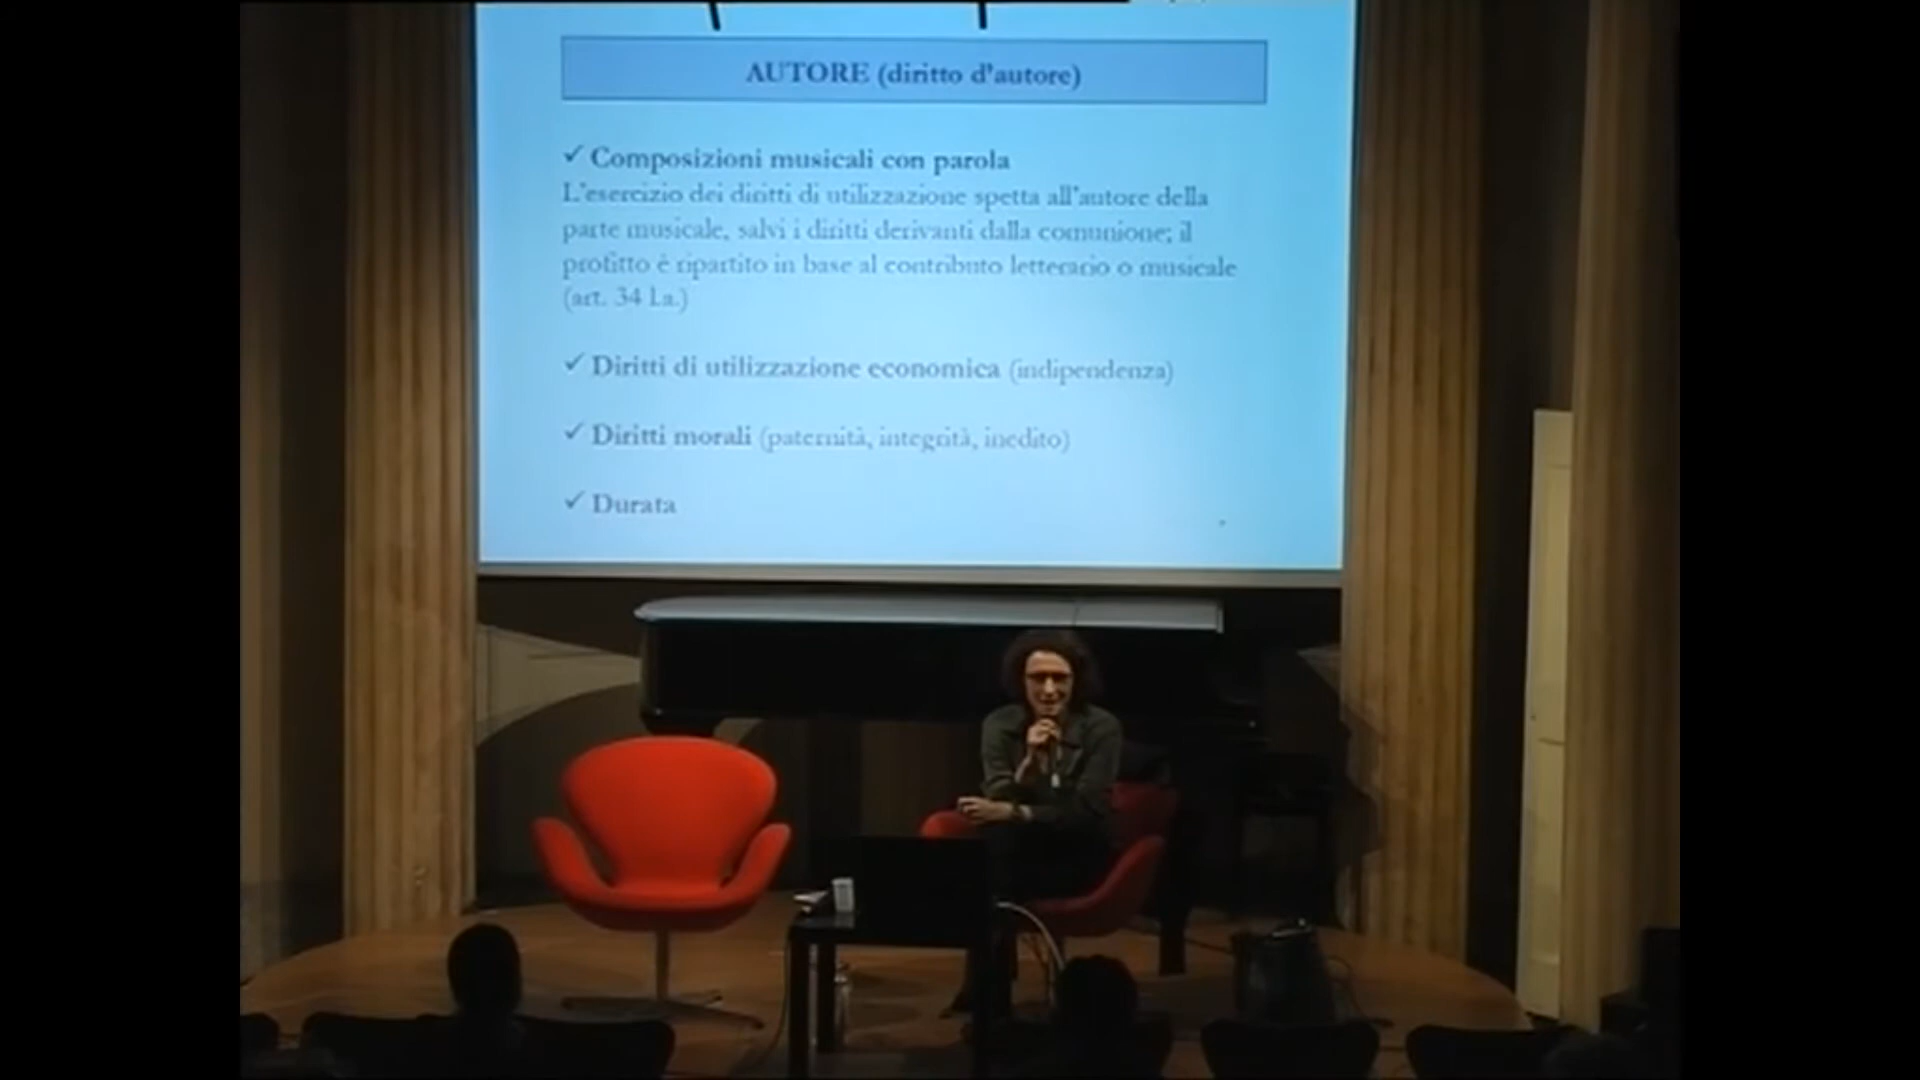 AUTORE (diritto d'autore)
✓ Composizioni musicali con parola
L'esercizio dei diritti di utilizzazione spetta all'autore della
parte musicale, salvi i diritti derivanti dalla comunione; il
profitto è ripartito in base al contributo letterario o musicale
(art. 34 l.a.)
✓ Diritti di utilizzazione economica (indipendenza)
✓ Diritti morali (paternità, integrità, inedito)
✓ Durata